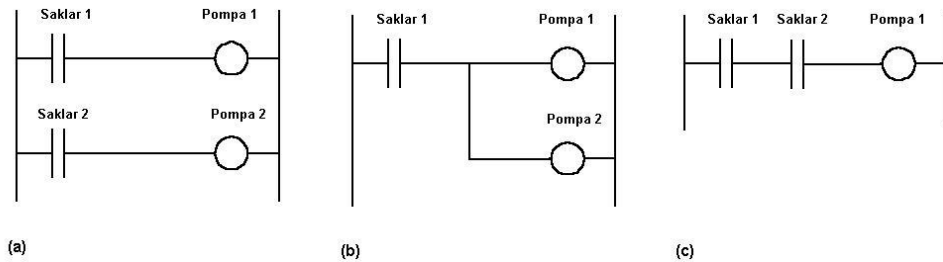 Saklar 1 Pompa 1
Saklar 2 Pompa 2
(a)
Saklar 1 Pompa 1
Pompa 2
(b)
Saklar 1 Saklar 2 Pompa 1
(c)